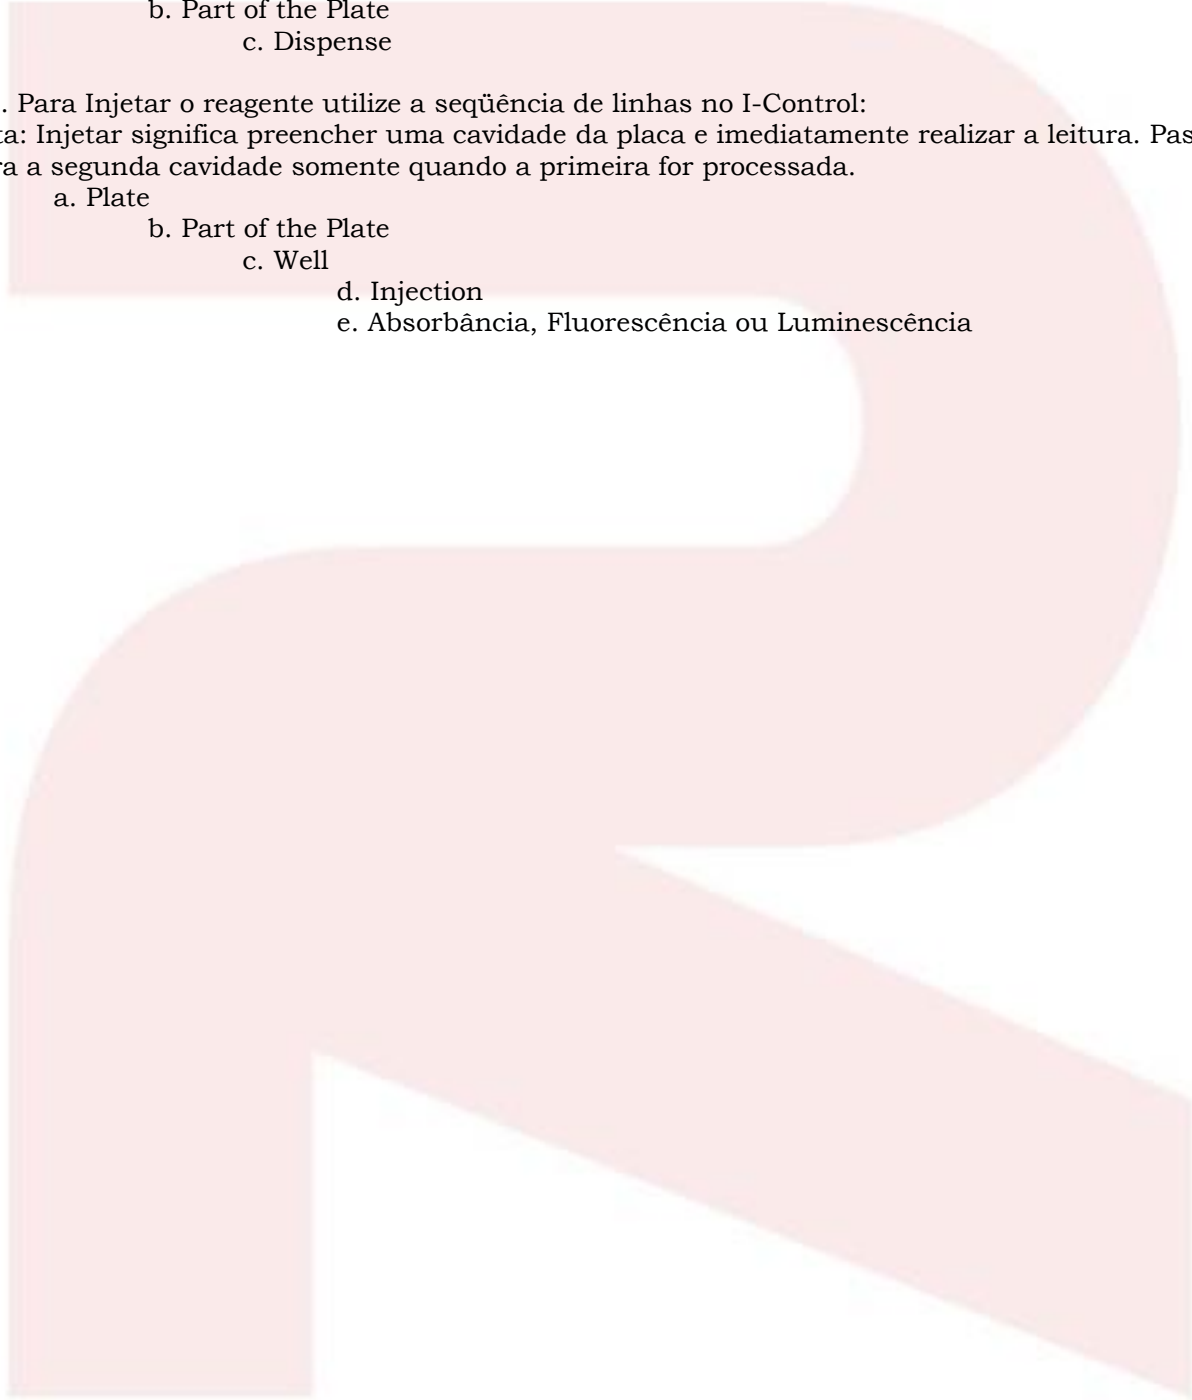 b. Part of the Plate
c. Dispense
. Para Injetar o reagente utilize a seqüência de linhas no I-Control:
ta: Injetar significa preencher uma cavidade da placa e imediatamente realizar a leitura. Pas
ra a segunda cavidade somente quando a primeira for processada.
a. Plate
b. Part of the Plate
c. Well
d. Injection
e. Absorbância, Fluorescência ou Luminescência